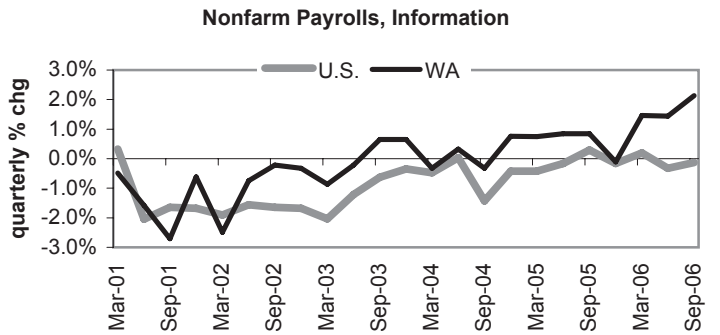 Nonfarm Payrolls, Information
quarterly % chg
3.0%
2.0%
1.0%
0.0%
-1.0%
-2.0%
-3.0%
U.S. WA
Mar-01
Sep-01
Mar-02
Sep-02
Mar-03
Sep-03
Mar-04
Sep-04
Mar-05
Sep-05
Mar-06
Sep-06